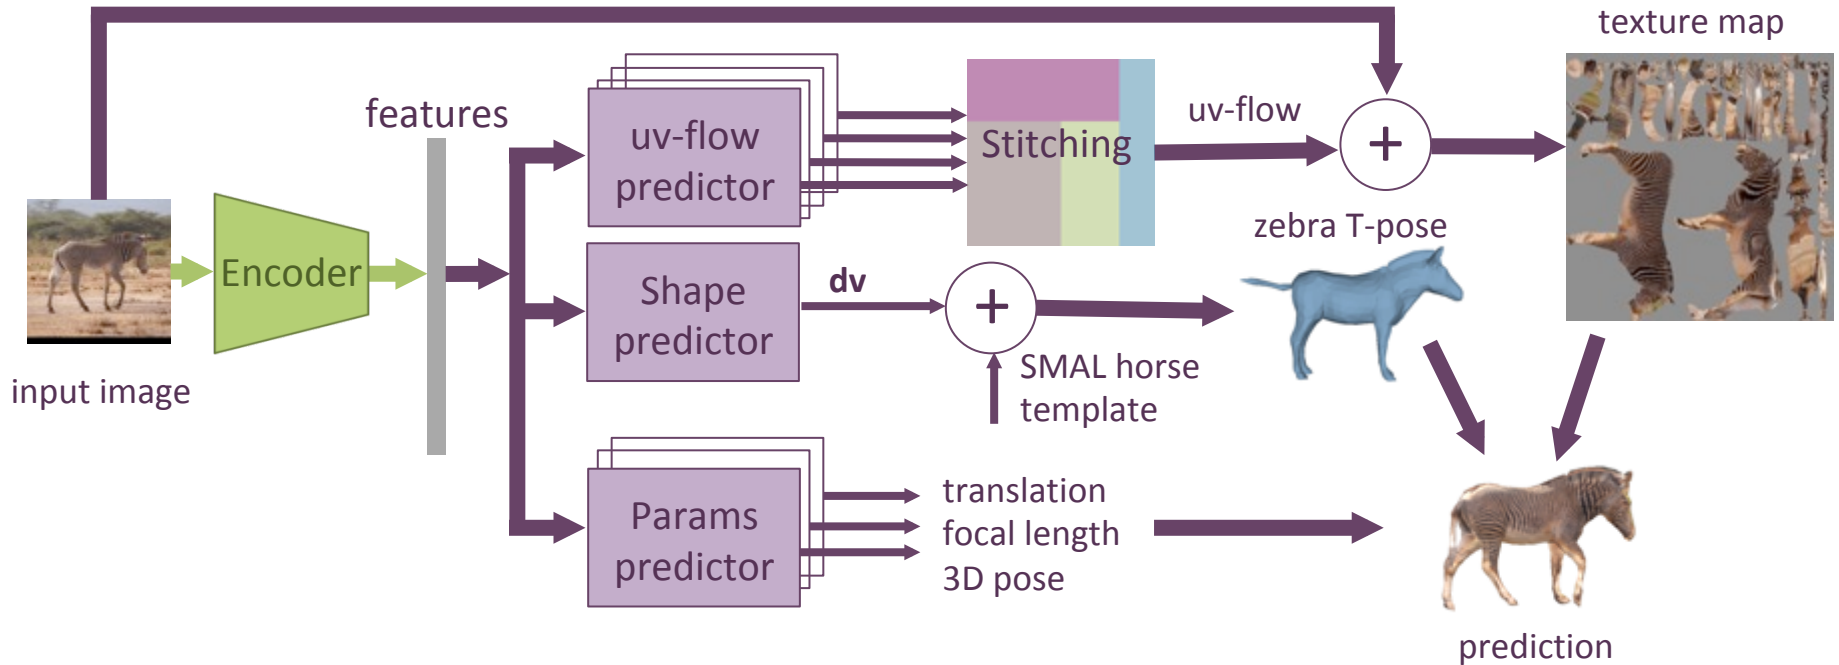 texture map
features
uv-flow
predictor
Stitching
uv-flow
+
zebra T-pose
Encoder
Shape
predictor
dv
+
SMAL horse
template
input image
Params
predictor
translation
focal length
3D pose
prediction